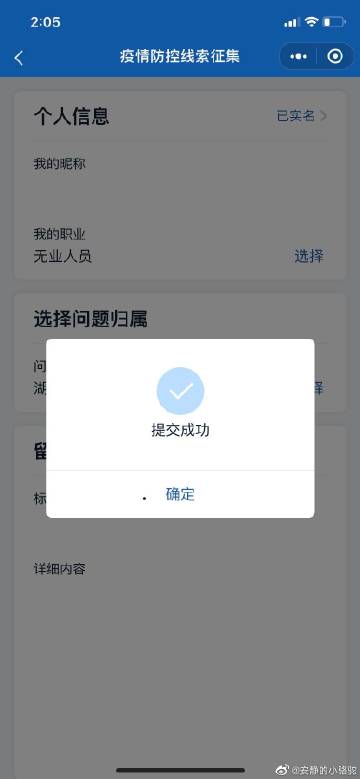 2:05
疫情防控线索征集
个人信息
已实名
我的昵称
我的职业
无业人员
选择
选择问题归属
问
湖
择
提交成功
留
标
确定
详细内容
@安静的小骆驼